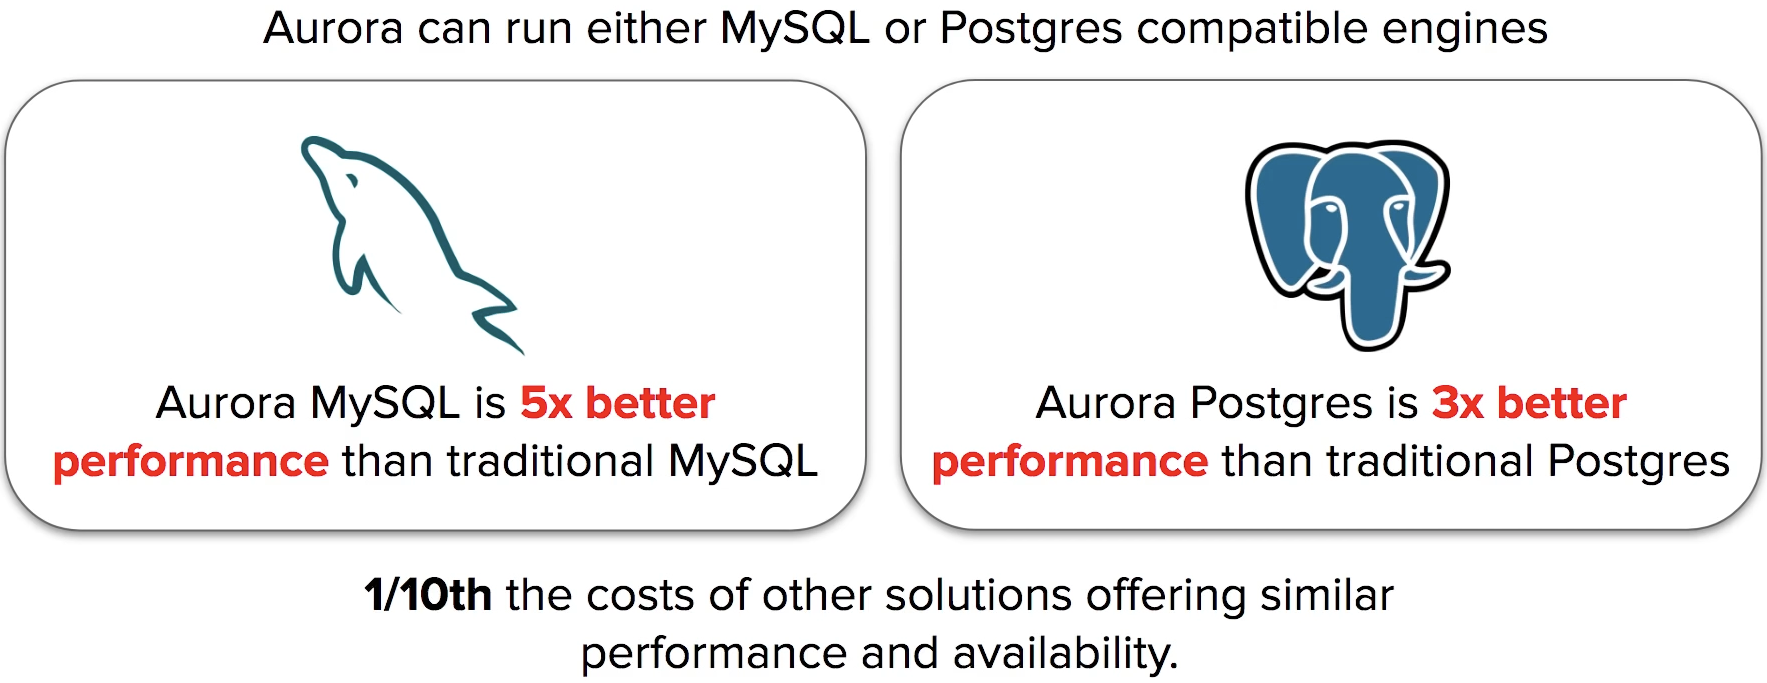 Aurora can run either MySQL or Postgres compatible engines
Aurora MySQL is 5x better
performance than traditional MySQL
Aurora Postgres is 3x better
performance than traditional Postgres
1/10th the costs of other solutions offering similar
performance and availability.